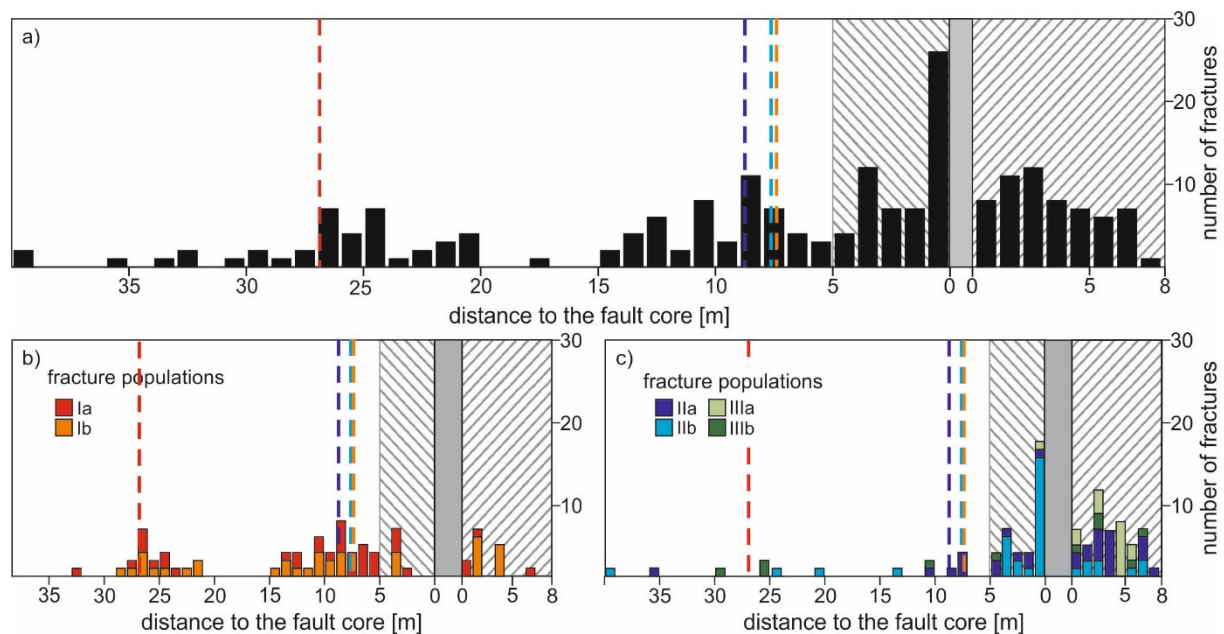 a)
30
20
10
number of fractures
35 30 25 20 15 10 5 0 0 8
distance to the fault core [m]
b)
fracture populations
Ia
Ib
30
20
10
35 30 25 20 15 10 5 0 0 5 8
distance to the fault core [m]
c)
fracture populations
IIa IIIa
IIb IIIb
30
20
10
number of fractures
40 35 30 25 20 15 10 5 0 0 5 8
distance to the fault core [m]